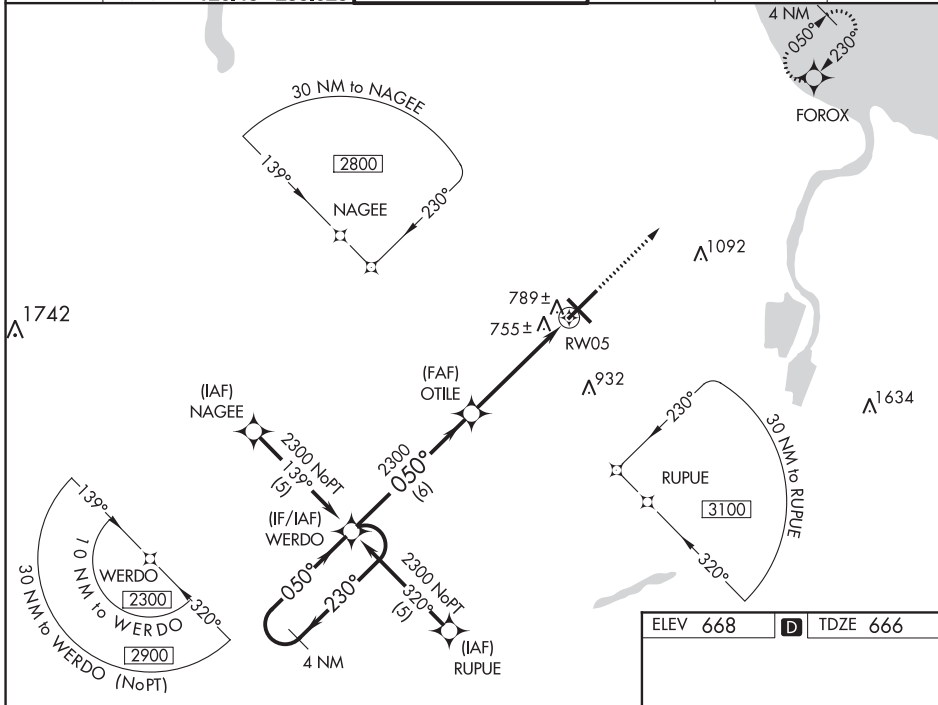 4 NM
050°
230°
FOROX
30 NM to NAGEE
2800
139°
NAGEE
230°
1092
789±
755±
RW05
1742
(FAF)
OTILE
932
(IAF)
NAGEE
1634
2300 NoPT
139°
(5)
2300
050°
(6)
230°
30 NM to RUPUE
RUPUE
3100
320°
(IF/IAF)
WERDO
139°
10 NM to WERDO
WERDO
2300
320°
30 NM to WERDO (NoPT)
2900
050°
230°
4 NM
2300 NoPT
320°
(5)
(IAF)
RUPUE
ELEV 668
D
TDZE 666